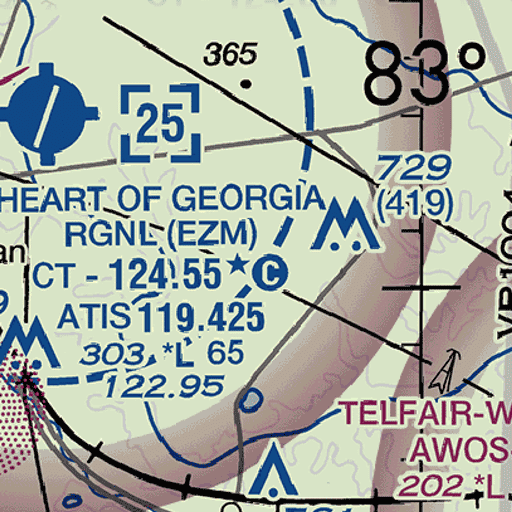 365
83°
25
729
(419)
HEART OF GEORGIA
RGNL (EZM)
CT - 124.55 * C
ATIS 119.425
303 *L 65
122.95
TELFAIR-W
AWOS-
202 *L